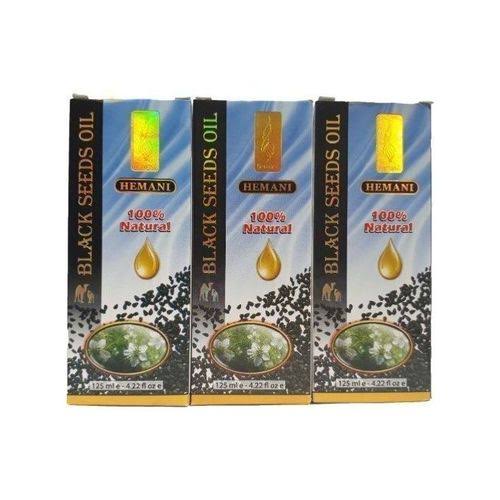 BLACK SEEDS OIL
HEMANI
100%
Natural
125 ml e - 4.22 fl oz e
BLACK SEEDS OIL
HEMANI
100%
Natural
125 ml e - 4.22 fl oz e
BLACK SEEDS OIL
HEMANI
100%
Natural
125 ml e - 4.22 fl oz e